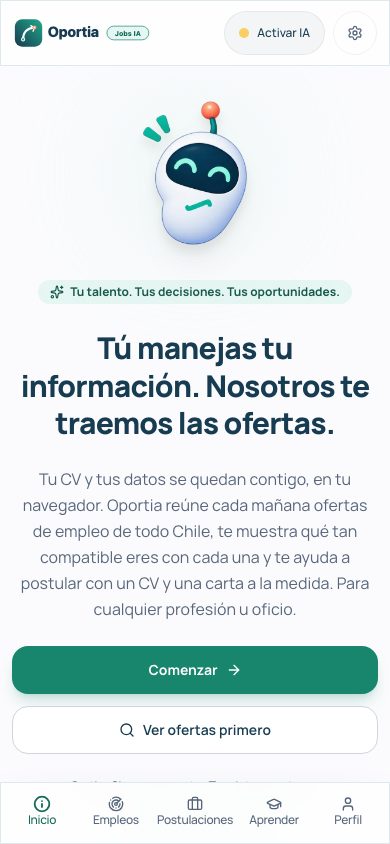 Oportia
Jobs IA
Activar IA
Tu talento. Tus decisiones. Tus oportunidades.
Tú manejas tu
información. Nosotros te
traemos las ofertas.
Tu CV y tus datos se quedan contigo, en tu
navegador. Oportia reúne cada mañana ofertas
de empleo de todo Chile, te muestra qué tan
compatible eres con cada una y te ayuda a
postular con un CV y una carta a la medida. Para
cualquier profesión u oficio.
Comenzar
Ver ofertas primero
Inicio
Empleos
Postulaciones
Aprender
Perfil